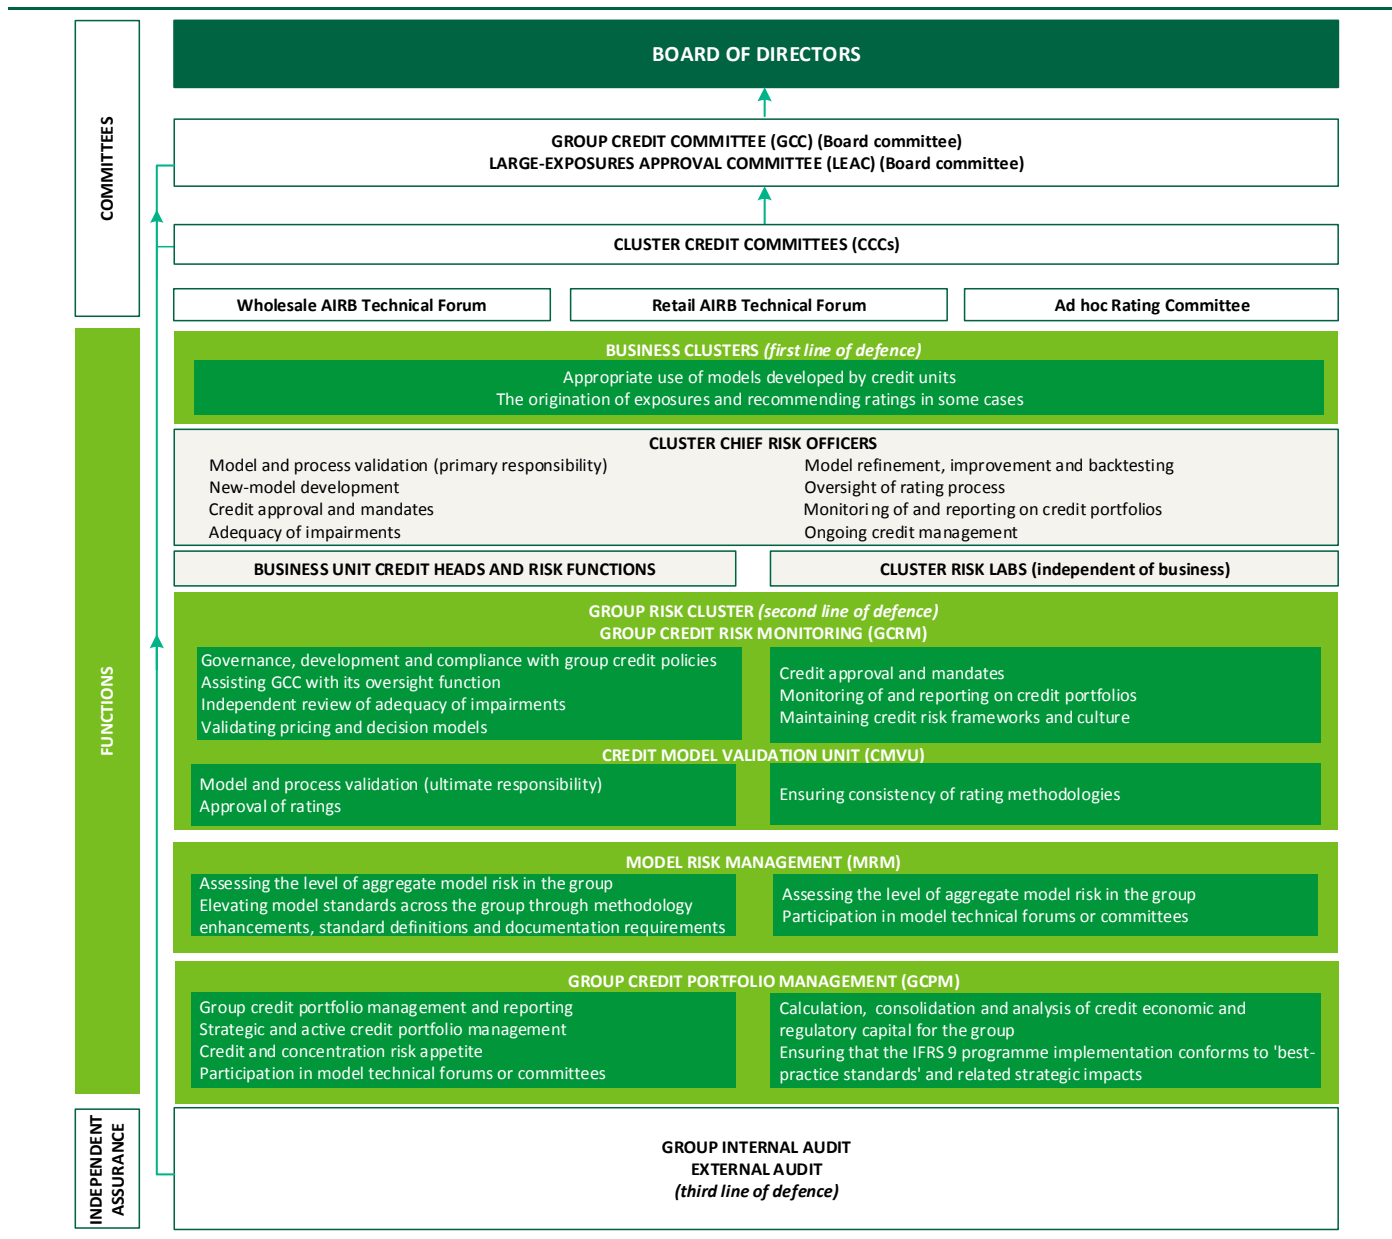 COMMITTEES
BOARD OF DIRECTORS
GROUP CREDIT COMMITTEE (GCC) (Board committee)
LARGE-EXPOSURES APPROVAL COMMITTEE (LEAC) (Board committee)
CLUSTER CREDIT COMMITTEES (CCCs)
Wholesale AIRB Technical Forum
Retail AIRB Technical Forum
Ad hoc Rating Committee
FUNCTIONS
BUSINESS CLUSTERS (first line of defence)
Appropriate use of models developed by credit units
The origination of exposures and recommending ratings in some cases
CLUSTER CHIEF RISK OFFICERS
Model and process validation (primary responsibility)
New-model development
Credit approval and mandates
Adequacy of impairments
Model refinement, improvement and backtesting
Oversight of rating process
Monitoring of and reporting on credit portfolios
Ongoing credit management
BUSINESS UNIT CREDIT HEADS AND RISK FUNCTIONS
CLUSTER RISK LABS (independent of business)
GROUP RISK CLUSTER (second line of defence)
GROUP CREDIT RISK MONITORING (GCRM)
Governance, development and compliance with group credit policies
Assisting GCC with its oversight function
Independent review of adequacy of impairments
Validating pricing and decision models
Credit approval and mandates
Monitoring of and reporting on credit portfolios
Maintaining credit risk frameworks and culture
CREDIT MODEL VALIDATION UNIT (CMVU)
Model and process validation (ultimate responsibility)
Approval of ratings
Ensuring consistency of rating methodologies
MODEL RISK MANAGEMENT (MRM)
Assessing the level of aggregate model risk in the group
Elevating model standards across the group through methodology
enhancements, standard definitions and documentation requirements
Assessing the level of aggregate model risk in the group
Participation in model technical forums or committees
GROUP CREDIT PORTFOLIO MANAGEMENT (GCPM)
Group credit portfolio management and reporting
Strategic and active credit portfolio management
Credit and concentration risk appetite
Participation in model technical forums or committees
Calculation, consolidation and analysis of credit economic and
regulatory capital for the group
Ensuring that the IFRS 9 programme implementation conforms to 'best-
practice standards' and related strategic impacts
INDEPENDENT
ASSURANCE
GROUP INTERNAL AUDIT
EXTERNAL AUDIT
(third line of defence)